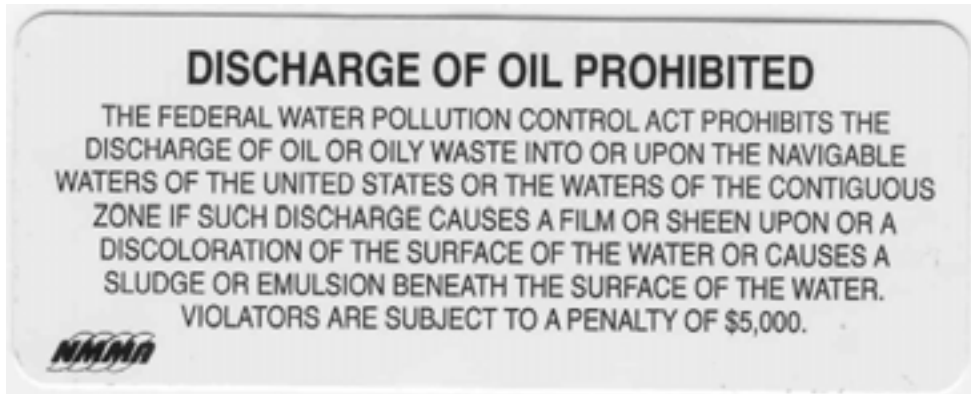 DISCHARGE OF OIL PROHIBITED
THE FEDERAL WATER POLLUTION CONTROL ACT PROHIBITS THE
DISCHARGE OF OIL OR OILY WASTE INTO OR UPON THE NAVIGABLE
WATERS OF THE UNITED STATES OR THE WATERS OF THE CONTIGUOUS
ZONE IF SUCH DISCHARGE CAUSES A FILM OR SHEEN UPON OR A
DISCOLORATION OF THE SURFACE OF THE WATER OR CAUSES A
SLUDGE OR EMULSION BENEATH THE SURFACE OF THE WATER.
VIOLATORS ARE SUBJECT TO A PENALTY OF $5,000.
NMMA